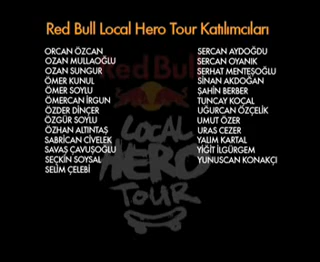 Red Bull Local Hero Tour Katılımcıları
ORÇAN ÖZCAN
OZAN MULLAOĞLU
OZAN SUNGUR
ÖMER KUNUL
ÖMER SOYLU
ÖMERCAN İRGUN
ÖZDER DİNÇER
ÖZGÜR SOYLU
ÖZHAN ALTINTAŞ
SABRİCAN CİVELEK
SAVAŞ ÇAVUŞOĞLU
SEÇKİN SOYSAL
SELİM ÇELEBİ
SERCAN AYDOĞDU
SERCAN OYANIK
SERHAT MENTEŞOĞLU
SİNAN AKDOĞAN
ŞAHİN BERBER
TUNCAY KOCAL
UĞURCAN ÖZÇELİK
UMUT ÖZER
URAS CEZER
YALIM KARTAL
YİĞİT İLGÜRGEM
YUNUSCAN KONAKÇI
Red Bull
LOCAL
HERO
TOUR